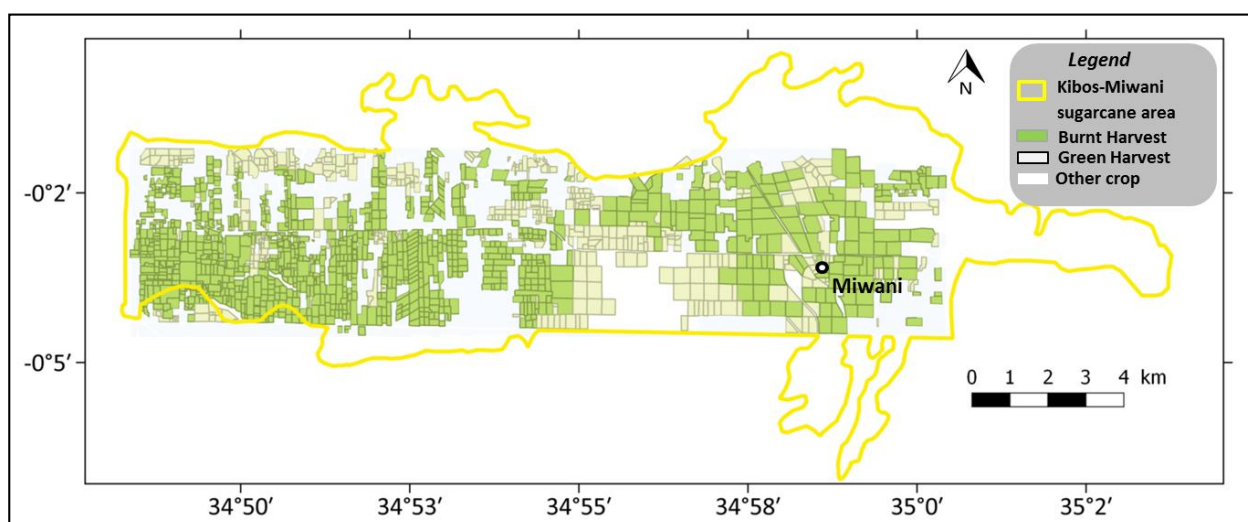 Legend
Kibos-Miwani
sugarcane area
Burnt Harvest
Green Harvest
Other crop
N
-0°2'
Miwani
-0°5'
0 1 2 3 4 km
34°50' 34°53' 34°55' 34°58' 35°0' 35°2'